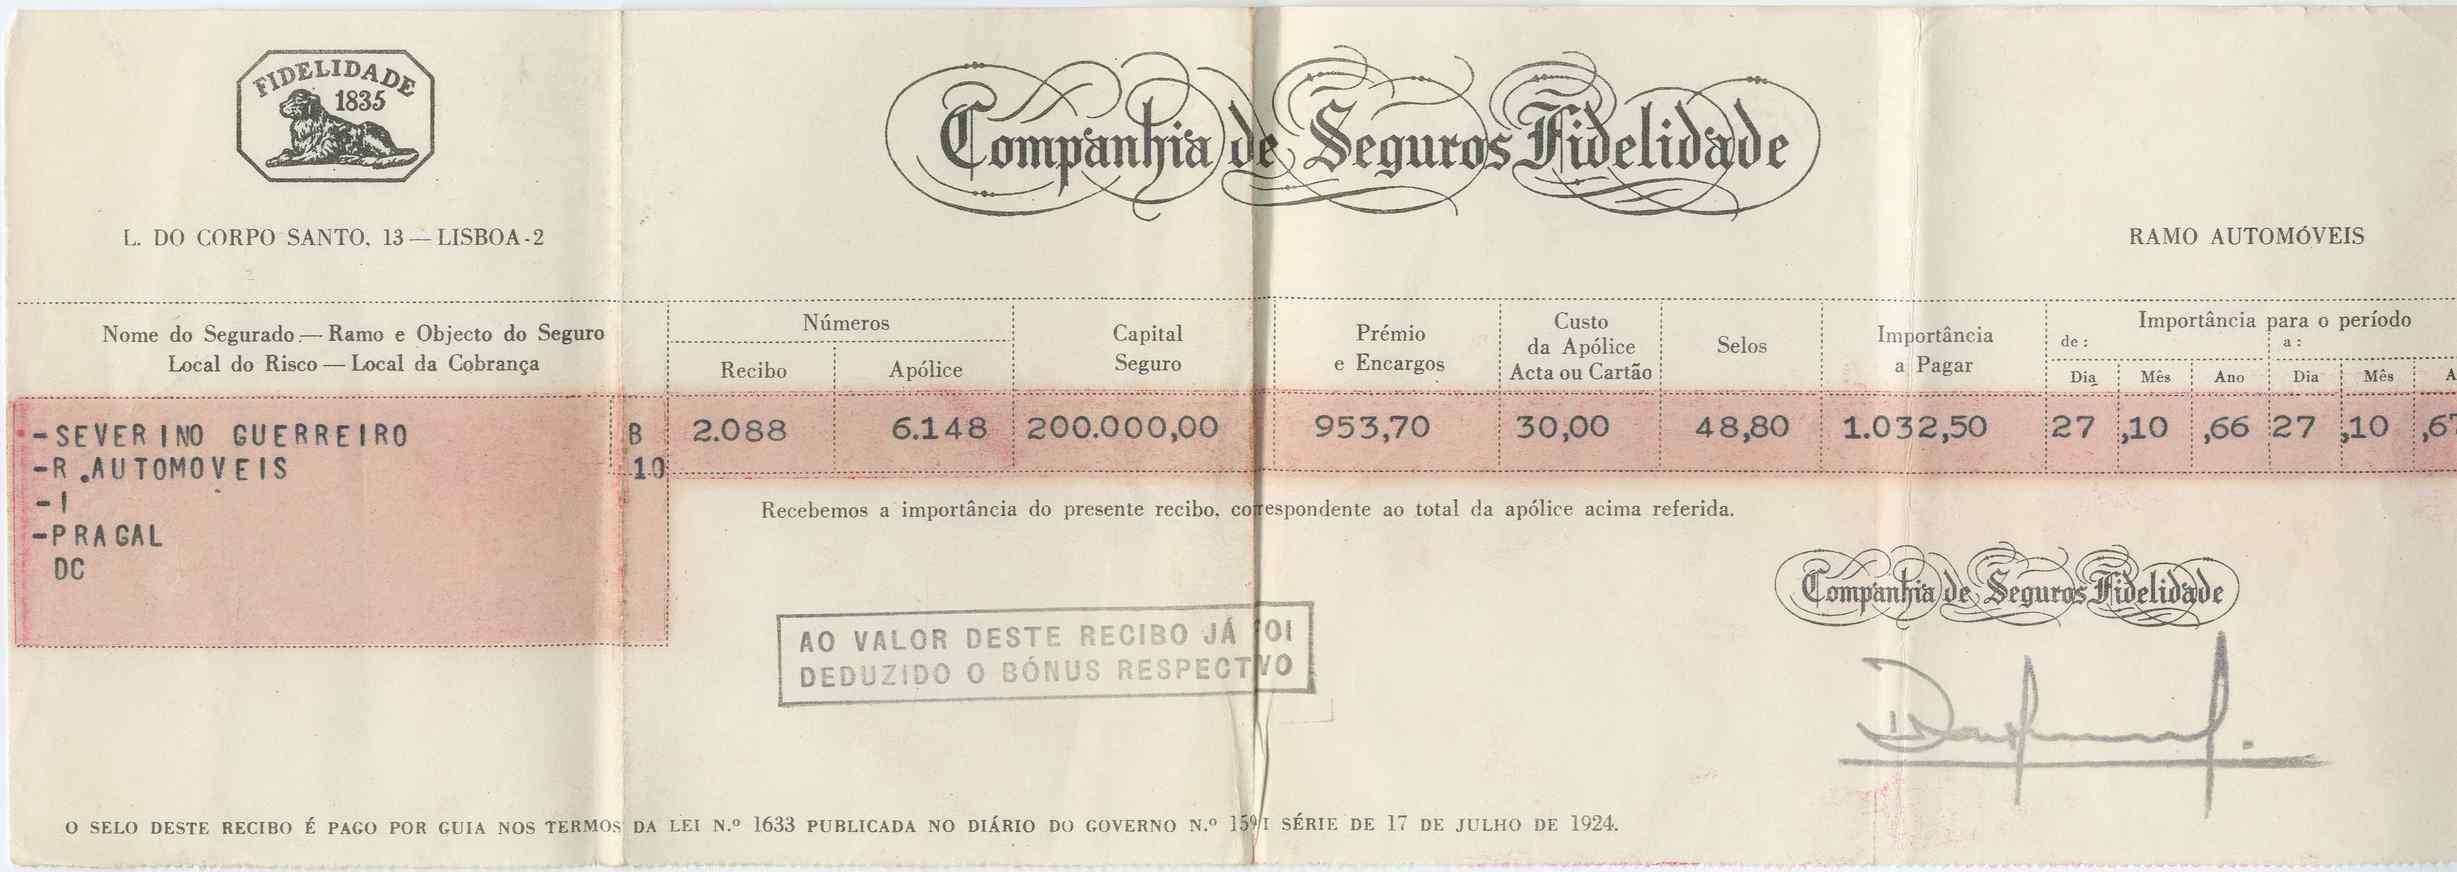 FIDELIDADE
1835
Companhia de Seguros Fidelidade
L. DO CORPO SANTO, 13 — LISBOA-2
RAMO AUTOMÓVEIS
Nome do Segurado — Ramo e Objecto do Seguro
Local do Risco — Local da Cobrança
Números
Recibo
Apólice
Capital
Seguro
Prémio
e Encargos
Custo
da Apólice
Acta ou Cartão
Selos
Importância
a Pagar
Importância para o período
de: a:
Dia Mês Ano Dia Mês
-SEVERINO GUERREIRO B 2.088 6.148 200.000,00 953,70 30,00 48,80 1.032,50 27 ,10 ,66 27 ,10 ,67
-R.AUTOMOVEIS 10
-I
-PRAGAL
DC
Recebemos a importância do presente recibo, correspondente ao total da apólice acima referida.
Companhia de Seguros Fidelidade
AO VALOR DESTE RECIBO JÁ FOI
DEDUZIDO O BÓNUS RESPECTVO
O SELO DESTE RECIBO É PAGO POR GUIA NOS TERMOS DA LEI N.º 1633 PUBLICADA NO DIÁRIO DO GOVERNO N.º I SÉRIE DE 17 DE JULHO DE 1924.